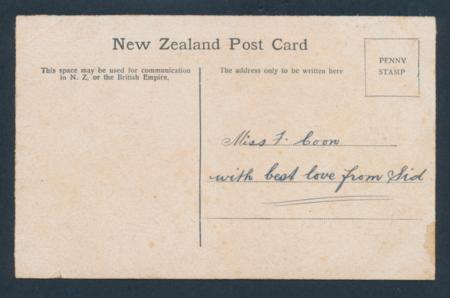 New Zealand Post Card
PENNY
STAMP
This space may be used for communication
in N. Z. or the British Empire.
The address only to be written here
Miss F. Coon
with best love from Sid